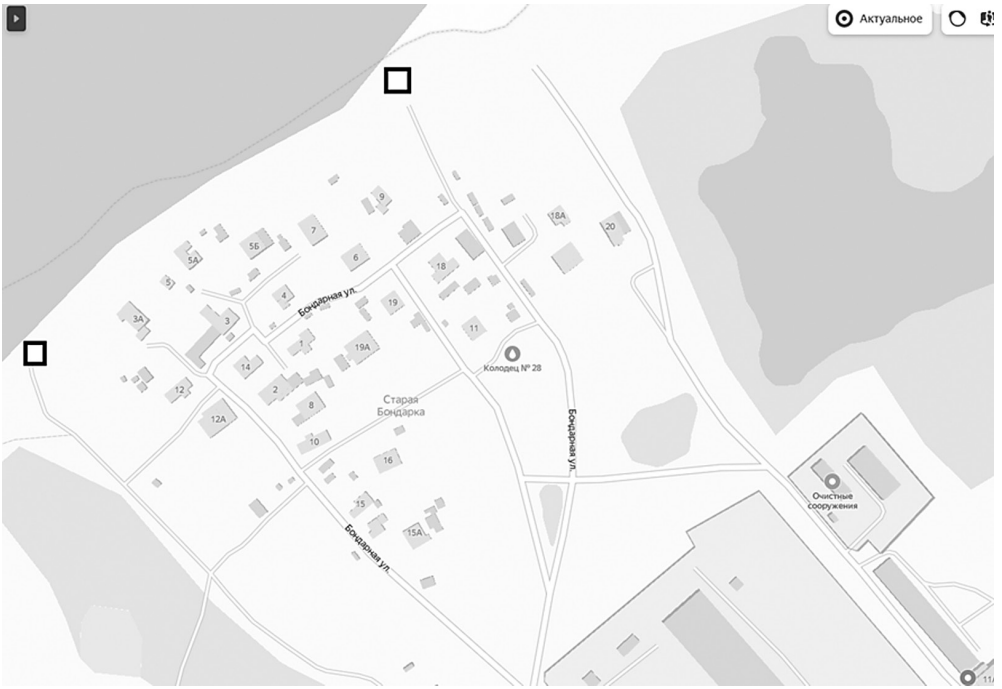 Актуальное
9
18А
20
7
5Б
5А
6
18
5
4
Бондарная ул.
19
3А
3
11
1
19А
Колодец № 28
14
2
12
8
Старая
Бондарка
12А
10
Бондарная ул.
16
Очистные
сооружения
15
15А
Бондарная ул.